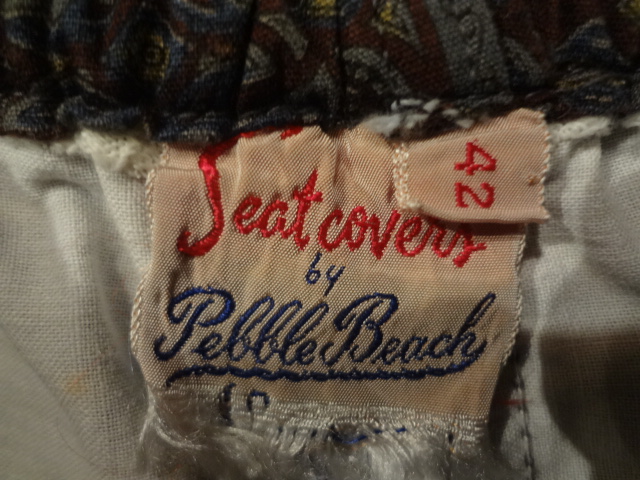 Seat covers
42
by
Pebble Beach